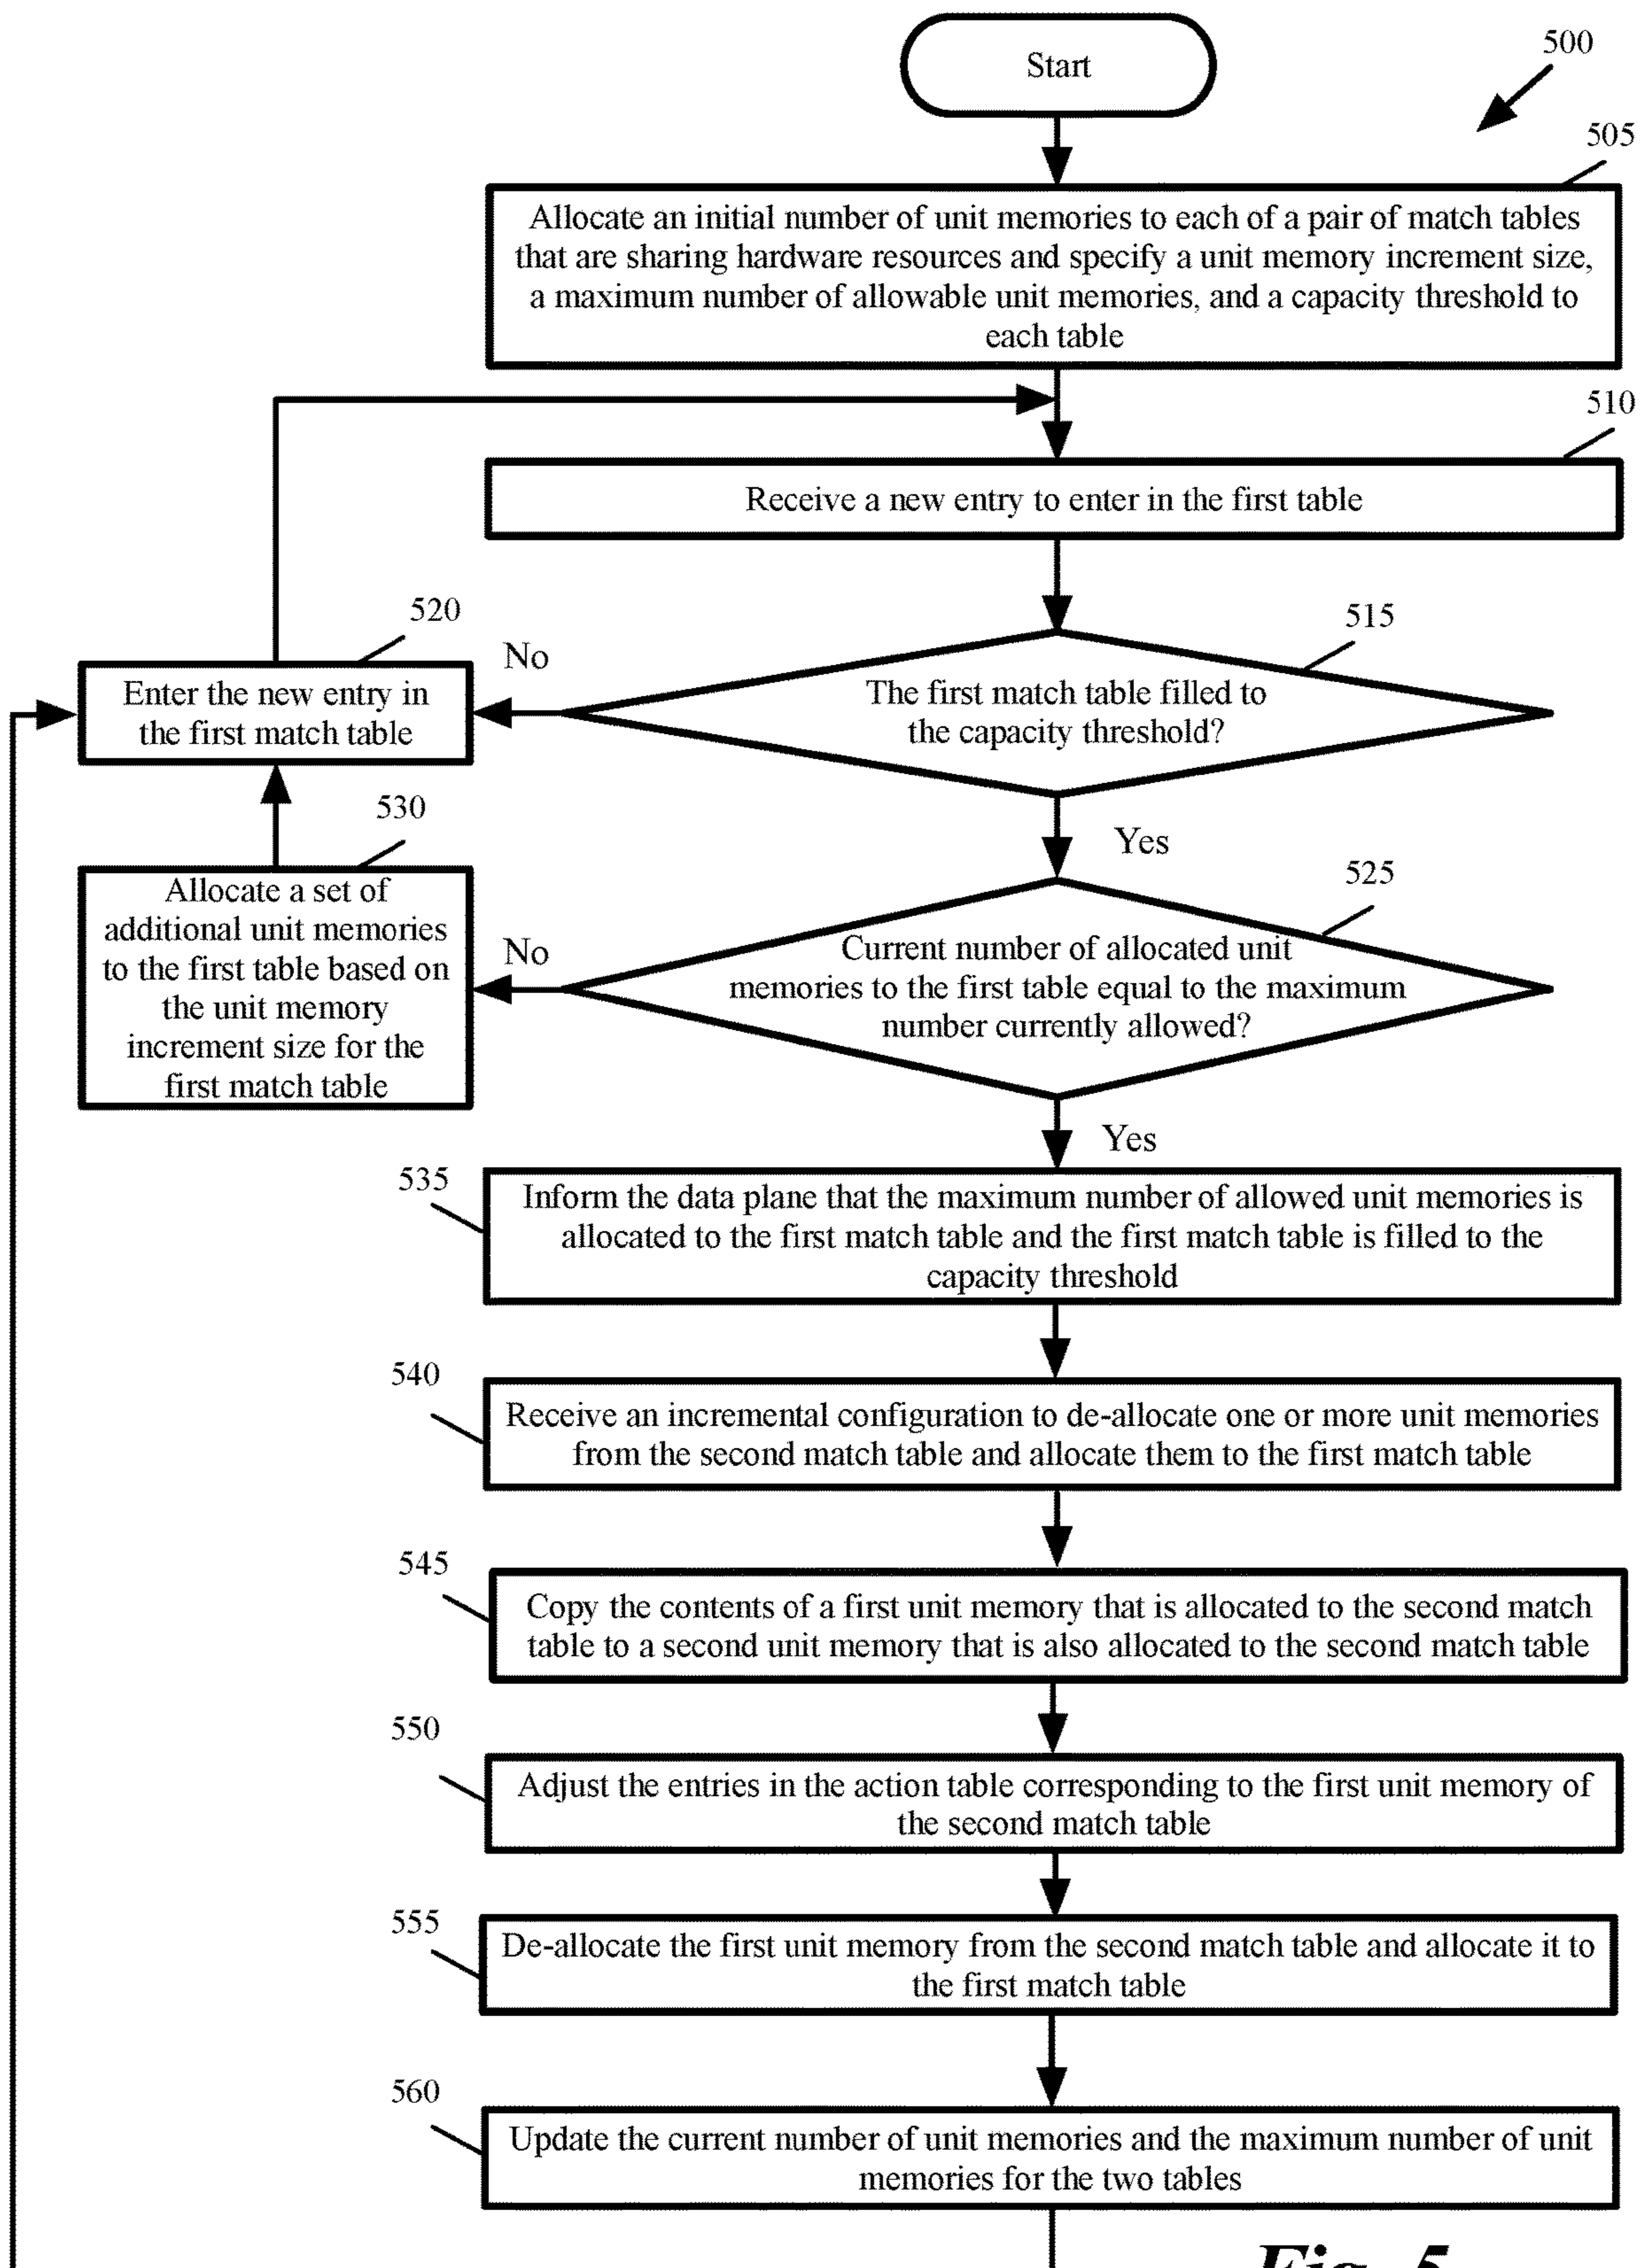 Start
500
505
Allocate an initial number of unit memories to each of a pair of match tables
that are sharing hardware resources and specify a unit memory increment size,
a maximum number of allowable unit memories, and a capacity threshold to
each table
510
Receive a new entry to enter in the first table
515
The first match table filled to
the capacity threshold?
No
520
Enter the new entry in
the first match table
Yes
525
Current number of allocated unit
memories to the first table equal to the maximum
number currently allowed?
No
530
Allocate a set of
additional unit memories
to the first table based on
the unit memory
increment size for the
first match table
Yes
535
Inform the data plane that the maximum number of allowed unit memories is
allocated to the first match table and the first match table is filled to the
capacity threshold
540
Receive an incremental configuration to de-allocate one or more unit memories
from the second match table and allocate them to the first match table
545
Copy the contents of a first unit memory that is allocated to the second match
table to a second unit memory that is also allocated to the second match table
550
Adjust the entries in the action table corresponding to the first unit memory of
the second match table
555
De-allocate the first unit memory from the second match table and allocate it to
the first match table
560
Update the current number of unit memories and the maximum number of unit
memories for the two tables
Fig. 5